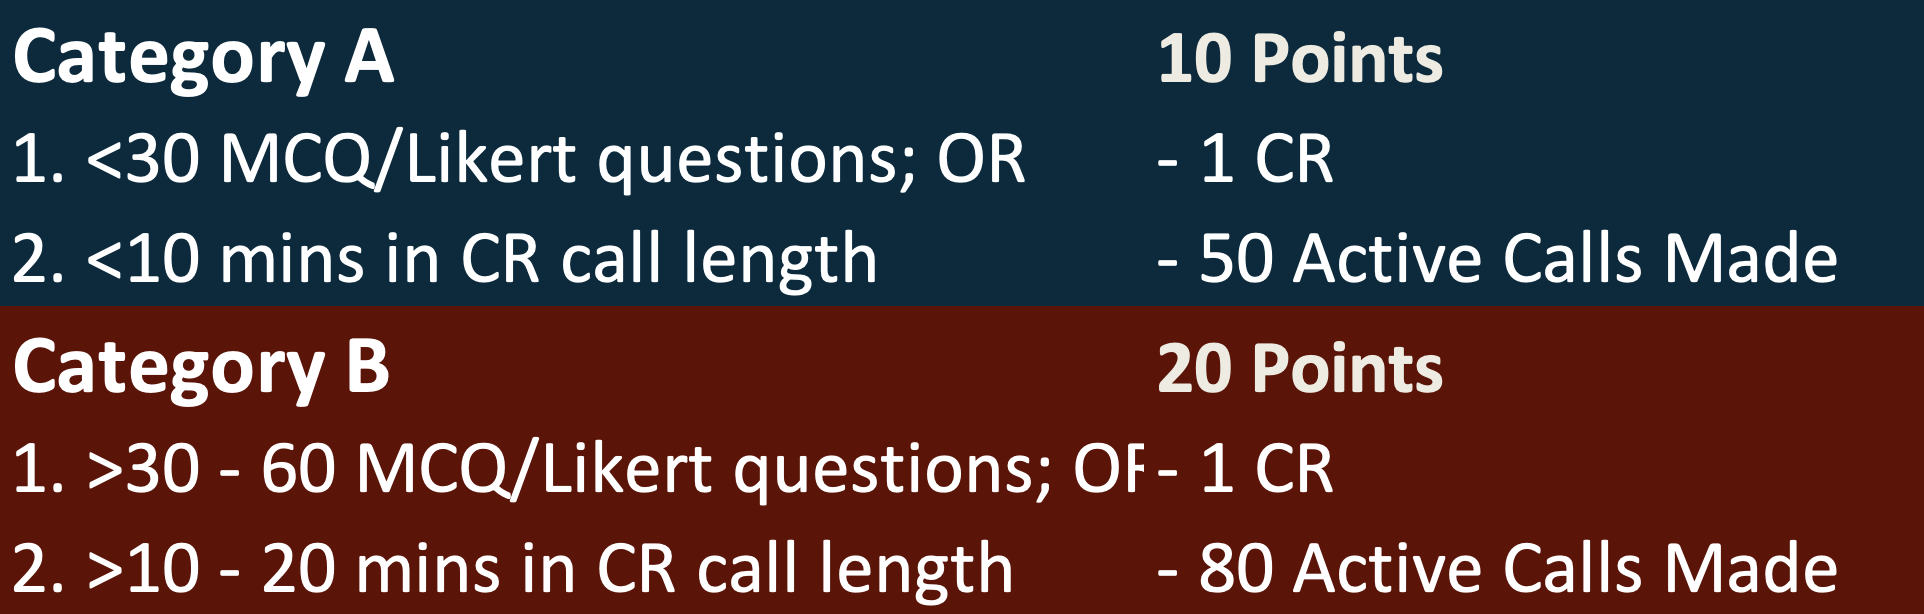 Category A 10 Points
1. <30 MCQ/Likert questions; OR - 1 CR
2. <10 mins in CR call length - 50 Active Calls Made
Category B 20 Points
1. >30 - 60 MCQ/Likert questions; - 1 CR
2. >10 - 20 mins in CR call length - 80 Active Calls Made